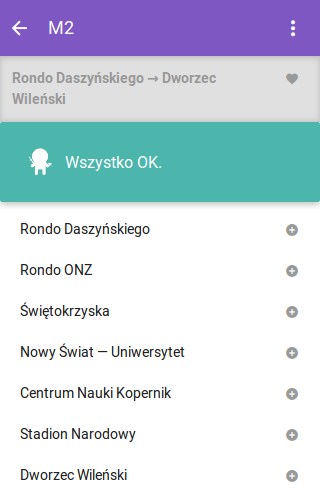 M2
Rondo Daszyńskiego → Dworzec
Wileński
Wszystko OK.
Rondo Daszyńskiego
Rondo ONZ
Świętokrzyska
Nowy Świat — Uniwersytet
Centrum Nauki Kopernik
Stadion Narodowy
Dworzec Wileński